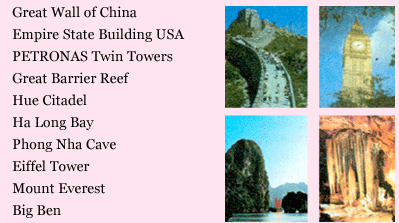 Great Wall of China
Empire State Building USA
PETRONAS Twin Towers
Great Barrier Reef
Hue Citadel
Ha Long Bay
Phong Nha Cave
Eiffel Tower
Mount Everest
Big Ben